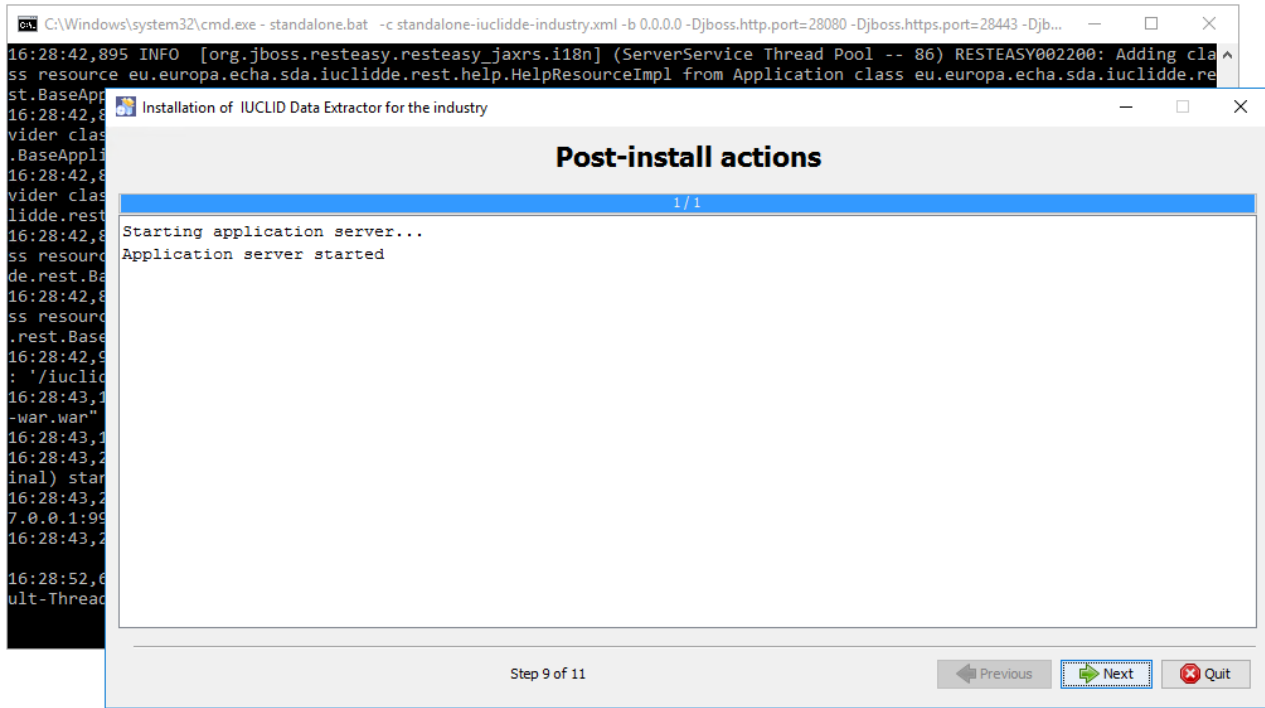 C:\Windows\system32\cmd.exe - standalone.bat -c standalone-iuclidde-industry.xml -b 0.0.0.0 -Djboss.http.port=28080 -Djboss.https.port=28443 -Djb...
16:28:42,895 INFO [org.jboss.resteasy.resteasy_jaxrs.i18n] (ServerService Thread Pool -- 86) RESTEASY002200: Adding cla
ss resource eu.europa.echa.sda.iuclidde.rest.help.HelpResourceImpl from Application class eu.europa.echa.sda.iuclidde.re
st.BaseApp
16:28:42,8
vider clas
.BaseAppli
16:28:42,8
vider clas
lidde.rest
16:28:42,8
ss resourc
de.rest.Ba
16:28:42,8
ss resourc
.rest.Base
16:28:42,9
: '/iuclid
16:28:43,1
-war.war"
16:28:43,1
16:28:43,2
inal) star
16:28:43,2
7.0.0.1:99
16:28:43,2
16:28:52,6
ult-Thread
Installation of IUCLID Data Extractor for the industry
Post-install actions
1 / 1
Starting application server...
Application server started
Step 9 of 11
Previous
Next
Quit